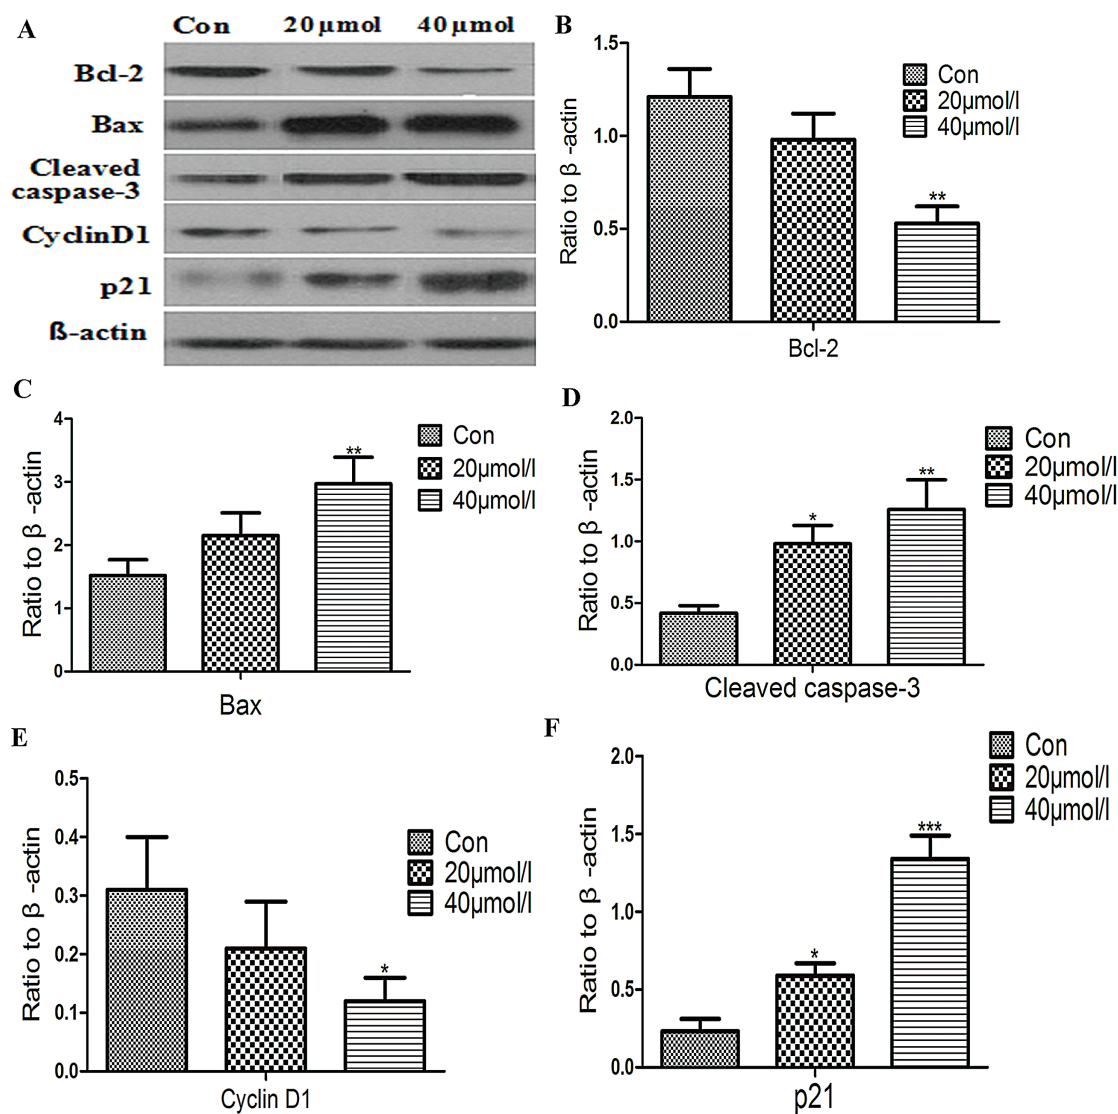 A
Con 20 µmol 40 µmol
Bcl-2
Bax
Cleaved
caspase-3
CyclinD1
p21
ß-actin
B
Ratio to β -actin
1.5
1.0
0.5
0.0
**
Bcl-2
Con
20µmol/l
40µmol/l
C
Ratio to β -actin
4
3
2
1
0
**
Bax
Con
20µmol/l
40µmol/l
D
Ratio to β -actin
2.0
1.5
1.0
0.5
0.0
*
**
Cleaved caspase-3
Con
20µmol/l
40µmol/l
E
Ratio to β -actin
0.5
0.4
0.3
0.2
0.1
0.0
*
Cyclin D1
Con
20µmol/l
40µmol/l
F
Ratio to β -actin
2.0
1.5
1.0
0.5
0.0
*
***
p21
Con
20µmol/l
40µmol/l